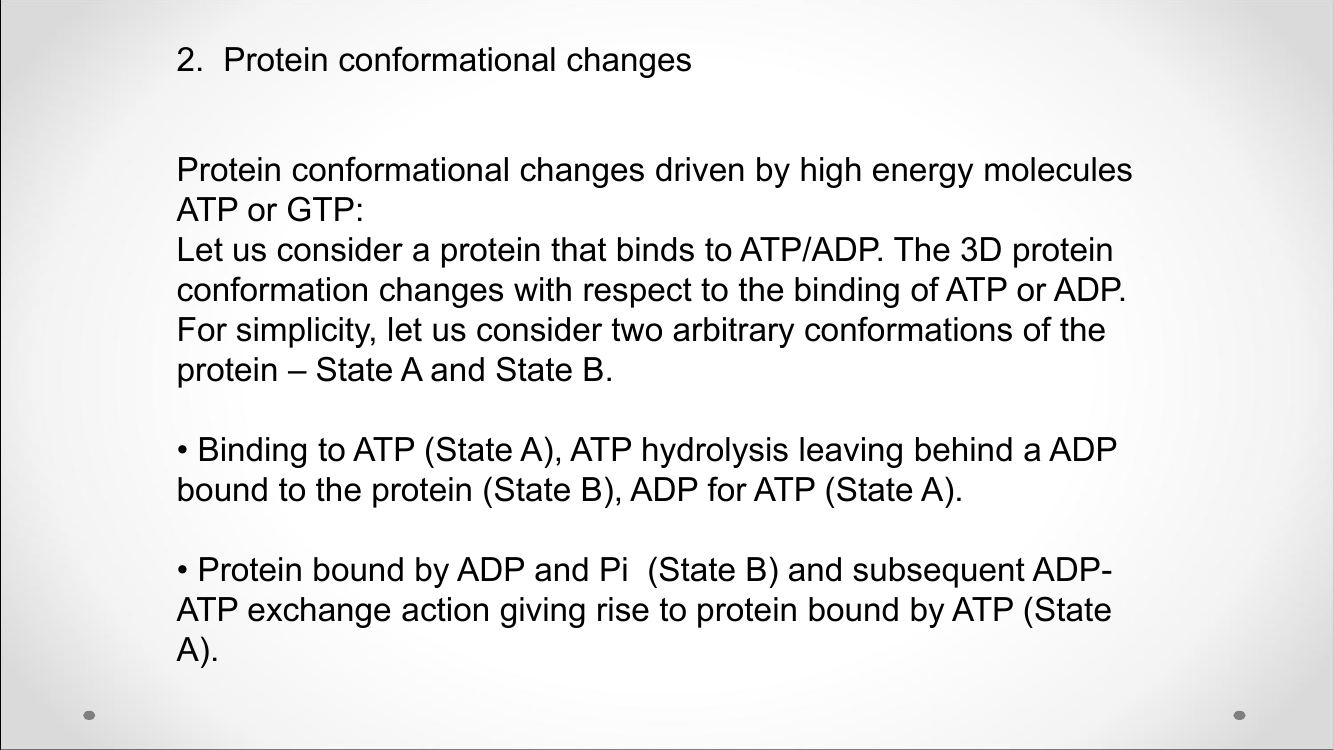 2.  Protein conformational changes
Protein conformational changes driven by high energy molecules
ATP or GTP:
Let us consider a protein that binds to ATP/ADP. The 3D protein
conformation changes with respect to the binding of ATP or ADP.
For simplicity, let us consider two arbitrary conformations of the
protein – State A and State B.
• Binding to ATP (State A), ATP hydrolysis leaving behind a ADP
bound to the protein (State B), ADP for ATP (State A).
• Protein bound by ADP and Pi  (State B) and subsequent ADP-
ATP exchange action giving rise to protein bound by ATP (State
A).